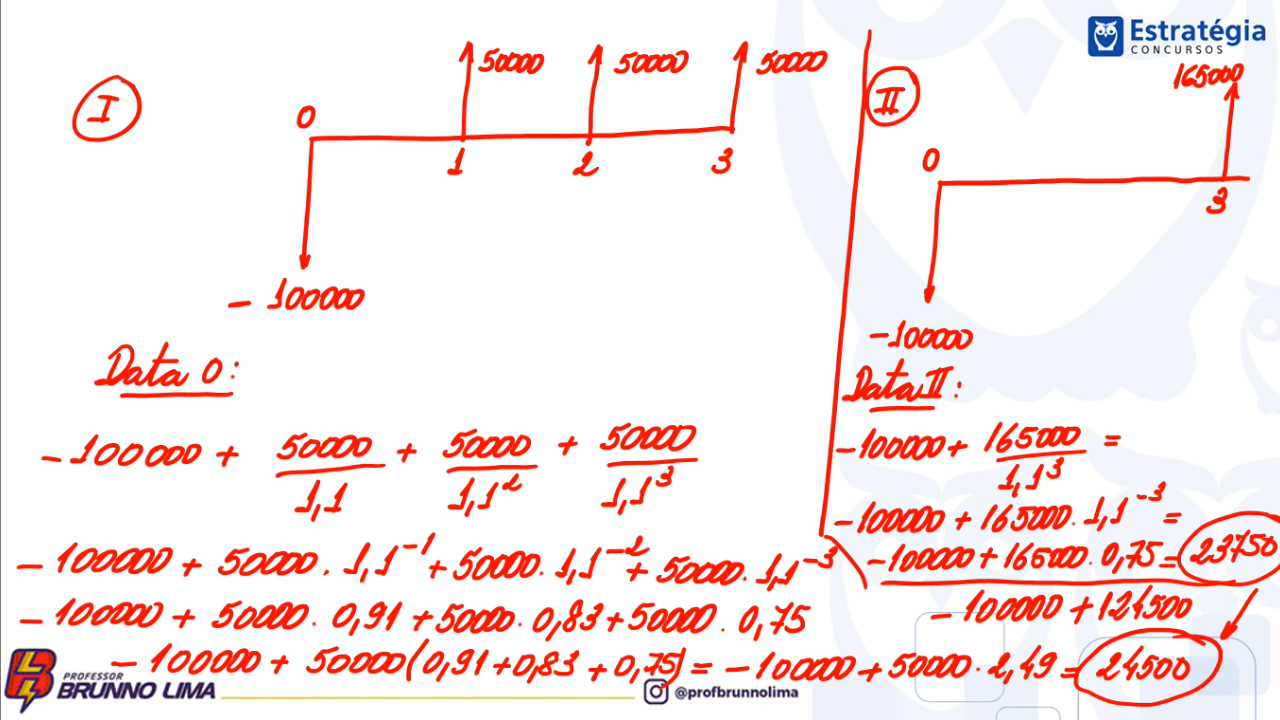 Estratégia
CONCURSOS
I
0
50000
50000
50000
1
2
3
- 100000
Data 0:
-100000 + 50000/1,1 + 50000/1,1² + 50000/1,1³
-100000 + 50000 . 1,1⁻¹ + 50000 . 1,1⁻² + 50000 . 1,1⁻³
-100000 + 50000 . 0,91 + 50000 . 0,83 + 50000 . 0,75
-100000 + 50000(0,91+0,83+0,75) = -100000 + 50000 . 2,49 = 24500
II
165000
0
3
-100000
Data II:
-100000 + 165000/1,1³ =
-100000 + 165000 . 1,1⁻³ =
-100000 + 165000 . 0,75 = 23750
-100000 + 124500
PROFESSOR
BRUNNO LIMA
@profbrunnolima